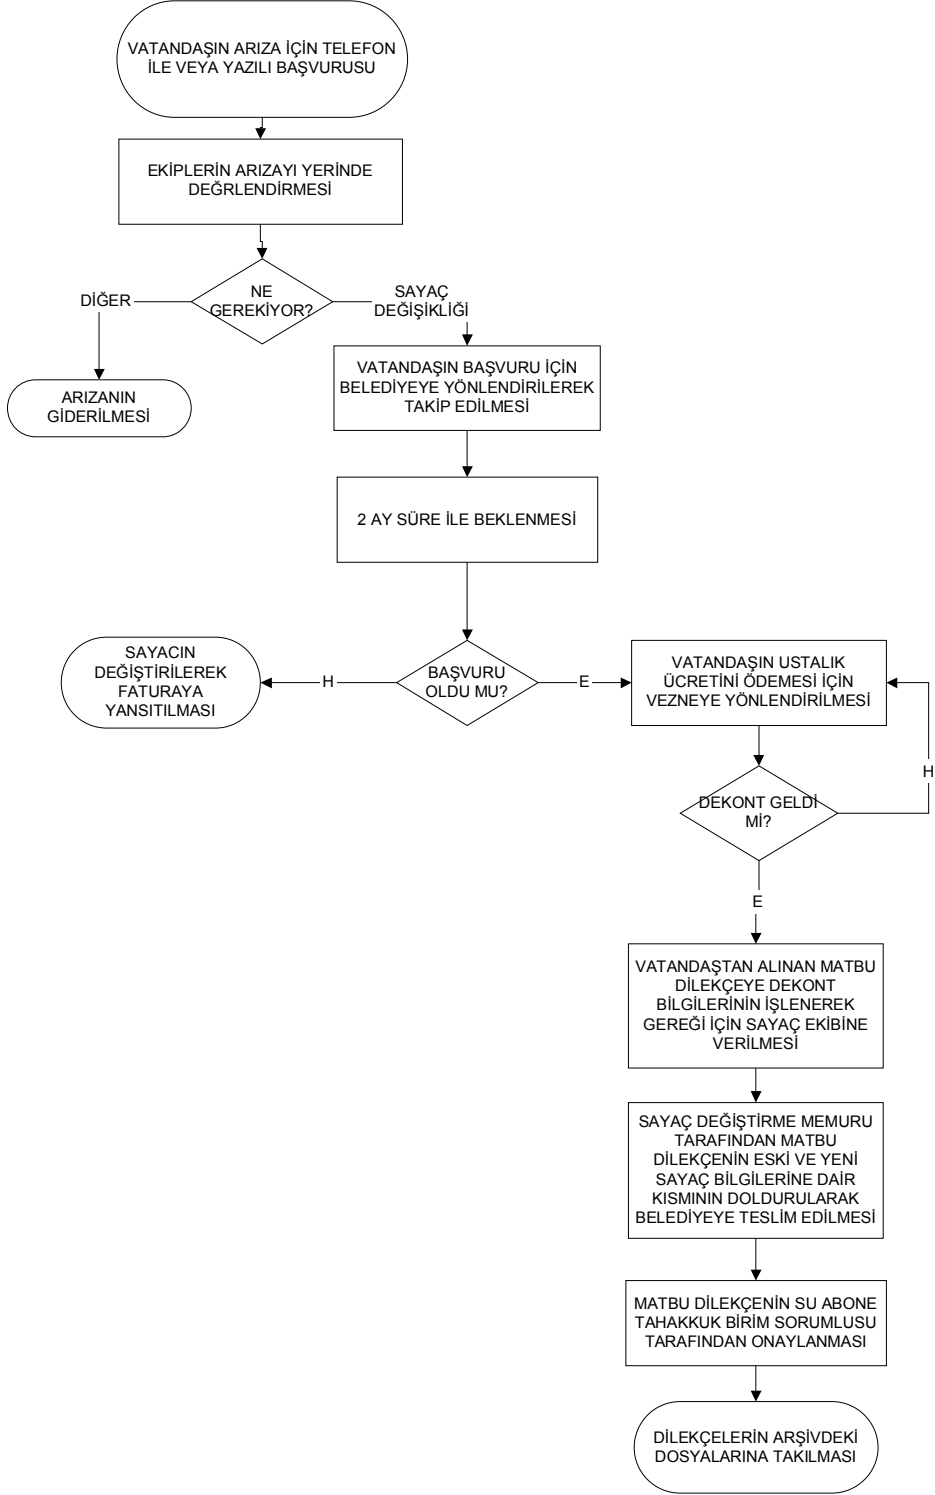 VATANDAŞIN ARIZA İÇİN TELEFON
İLE VEYA YAZILI BAŞVURUSU
EKİPLERİN ARIZAYI YERİNDE
DEĞRLENDİRMESİ
NE
GEREKİYOR?
DİĞER
SAYAÇ
DEĞİŞİKLİĞİ
ARIZANIN
GİDERİLMESİ
VATANDAŞIN BAŞVURU İÇİN
BELEDİYEYE YÖNLENDİRİLEREK
TAKİP EDİLMESİ
2 AY SÜRE İLE BEKLENMESİ
BAŞVURU
OLDU MU?
H
E
SAYACIN
DEĞİŞTİRİLEREK
FATURAYA
YANSITILMASI
VATANDAŞIN USTALIK
ÜCRETİNİ ÖDEMESİ İÇİN
VEZNEYE YÖNLENDİRİLMESİ
H
DEKONT GELDİ
Mİ?
E
VATANDAŞTAN ALINAN MATBU
DİLEKÇEYE DEKONT
BİLGİLERİNİN İŞLENEREK
GEREĞİ İÇİN SAYAÇ EKİBİNE
VERİLMESİ
SAYAÇ DEĞİŞTİRME MEMURU
TARAFINDAN MATBU
DİLEKÇENİN ESKİ VE YENİ
SAYAÇ BİLGİLERİNE DAİR
KISMININ DOLDURULARAK
BELEDİYEYE TESLİM EDİLMESİ
MATBU DİLEKÇENİN SU ABONE
TAHAKKUK BİRİM SORUMLUSU
TARAFINDAN ONAYLANMASI
DİLEKÇELERİN ARŞİVDEKİ
DOSYALARINA TAKILMASI